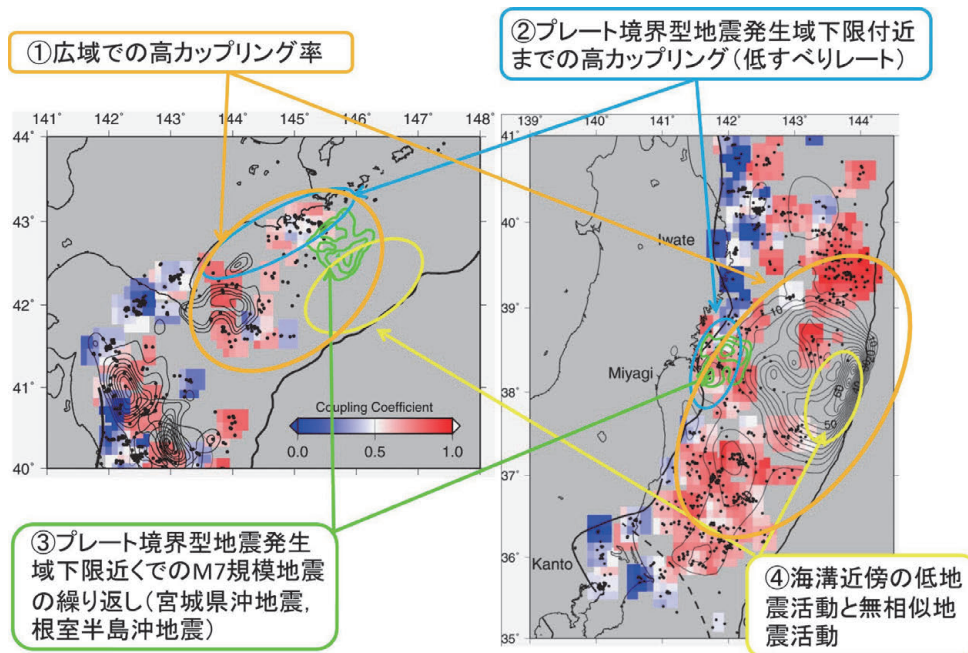 ①広域での高カップリング率
②プレート境界型地震発生域下限付近
までの高カップリング(低すべりレート)
141˚ 142˚ 143˚ 144˚ 145˚ 146˚ 147˚ 148˚
44˚
43˚
42˚
41˚
40˚
Coupling Coefficient
0.0 0.5 1.0
139˚ 140˚ 141˚ 142˚ 143˚ 144˚
41˚
40˚
39˚
38˚
37˚
36˚
35˚
Iwate
Miyagi
Kanto
10
50
③プレート境界型地震発生
域下限近くでのM7規模地震
の繰り返し(宮城県沖地震,
根室半島沖地震)
④海溝近傍の低地
震活動と無相似地
震活動